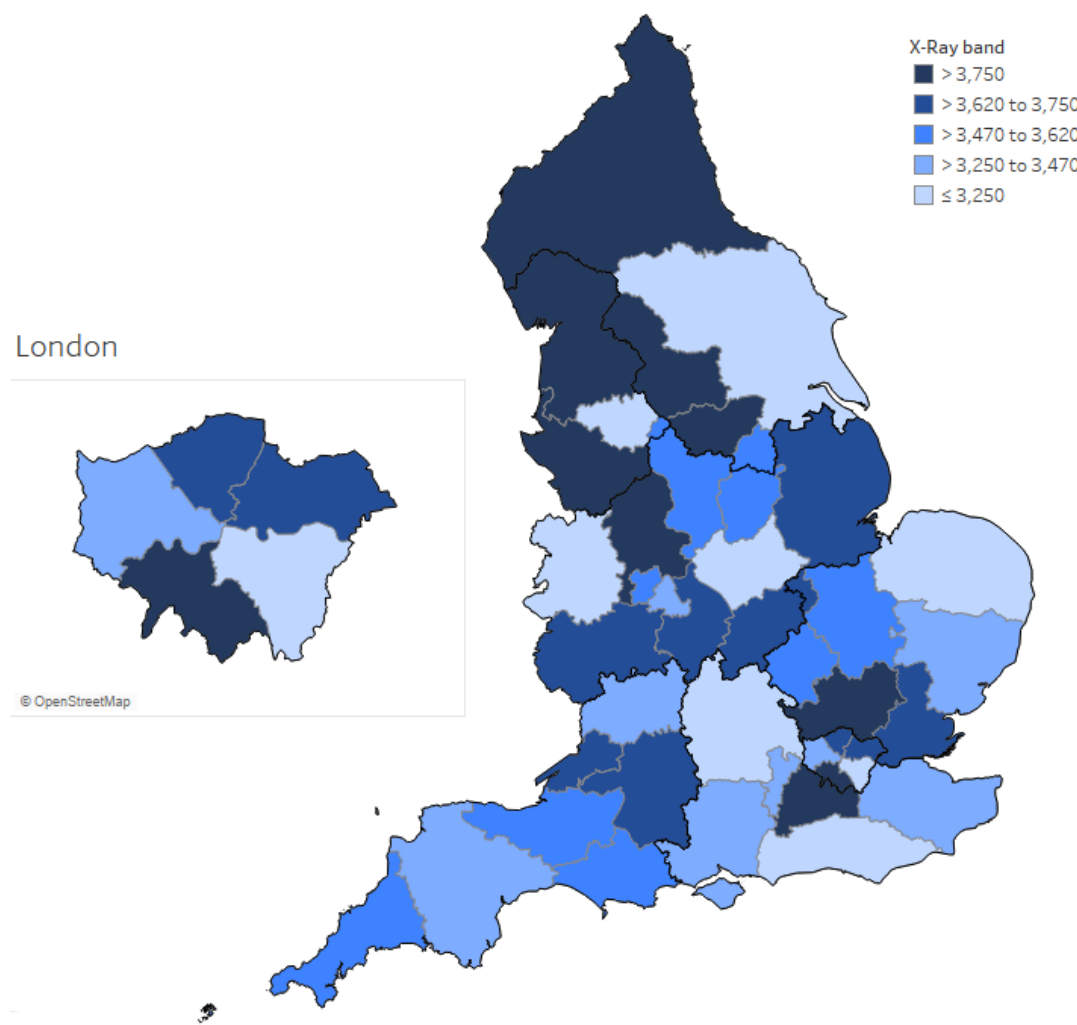 X-Ray band
> 3,750
> 3,620 to 3,750
> 3,470 to 3,620
> 3,250 to 3,470
≤ 3,250
London
© OpenStreetMap